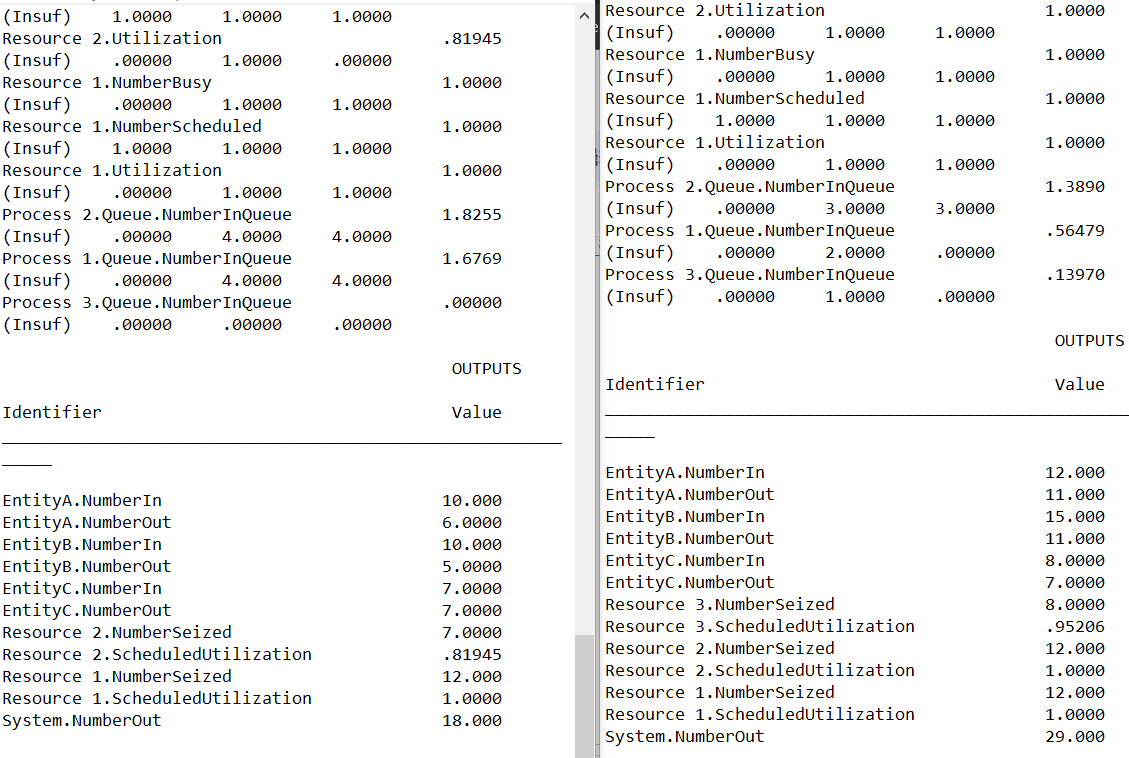 (Insuf)    1.0000     1.0000     1.0000
Resource 2.Utilization                      .81945
(Insuf)    .00000     1.0000     .00000
Resource 1.NumberBusy                       1.0000
(Insuf)    .00000     1.0000     1.0000
Resource 1.NumberScheduled                  1.0000
(Insuf)    1.0000     1.0000     1.0000
Resource 1.Utilization                      1.0000
(Insuf)    .00000     1.0000     1.0000
Process 2.Queue.NumberInQueue               1.8255
(Insuf)    .00000     4.0000     4.0000
Process 1.Queue.NumberInQueue               1.6769
(Insuf)    .00000     4.0000     4.0000
Process 3.Queue.NumberInQueue               .00000
(Insuf)    .00000     .00000     .00000
OUTPUTS
Identifier                                   Value
EntityA.NumberIn                            10.000
EntityA.NumberOut                           6.0000
EntityB.NumberIn                            10.000
EntityB.NumberOut                           5.0000
EntityC.NumberIn                            7.0000
EntityC.NumberOut                           7.0000
Resource 2.NumberSeized                     7.0000
Resource 2.ScheduledUtilization             .81945
Resource 1.NumberSeized                     12.000
Resource 1.ScheduledUtilization             1.0000
System.NumberOut                            18.000
Resource 2.Utilization                      1.0000
(Insuf)    .00000     1.0000     1.0000
Resource 1.NumberBusy                       1.0000
(Insuf)    .00000     1.0000     1.0000
Resource 1.NumberScheduled                  1.0000
(Insuf)    1.0000     1.0000     1.0000
Resource 1.Utilization                      1.0000
(Insuf)    .00000     1.0000     1.0000
Process 2.Queue.NumberInQueue               1.3890
(Insuf)    .00000     3.0000     3.0000
Process 1.Queue.NumberInQueue               .56479
(Insuf)    .00000     2.0000     .00000
Process 3.Queue.NumberInQueue               .13970
(Insuf)    .00000     1.0000     .00000
OUTPUTS
Identifier                                   Value
EntityA.NumberIn                            12.000
EntityA.NumberOut                           11.000
EntityB.NumberIn                            15.000
EntityB.NumberOut                           11.000
EntityC.NumberIn                            8.0000
EntityC.NumberOut                           7.0000
Resource 3.NumberSeized                     8.0000
Resource 3.ScheduledUtilization             .95206
Resource 2.NumberSeized                     12.000
Resource 2.ScheduledUtilization             1.0000
Resource 1.NumberSeized                     12.000
Resource 1.ScheduledUtilization             1.0000
System.NumberOut                            29.000